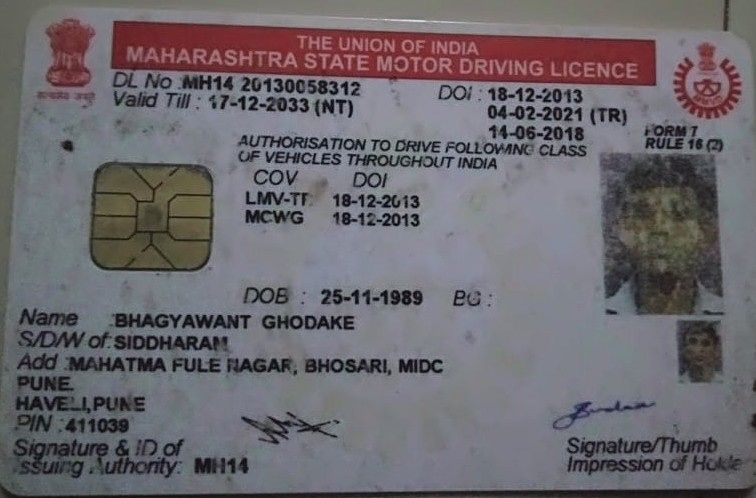 THE UNION OF INDIA
MAHARASHTRA STATE MOTOR DRIVING LICENCE
DL No : MH14 20130058312 DOI : 18-12-2013
Valid Till : 17-12-2033 (NT) 04-02-2021 (TR)
14-06-2018 FORM 7
RULE 16 (2)
AUTHORISATION TO DRIVE FOLLOWING CLASS
OF VEHICLES THROUGHOUT INDIA
COV DOI
LMV-TR 18-12-2013
MCWG 18-12-2013
DOB : 25-11-1989 BG :
Name : BHAGYAWANT GHODAKE
S/D/W of : SIDDHARAM
Add : MAHATMA FULE NAGAR, BHOSARI, MIDC
PUNE.
HAVELI, PUNE
PIN : 411039
Signature & ID of
Issuing Authority: MH14
Signature/Thumb
Impression of Holder